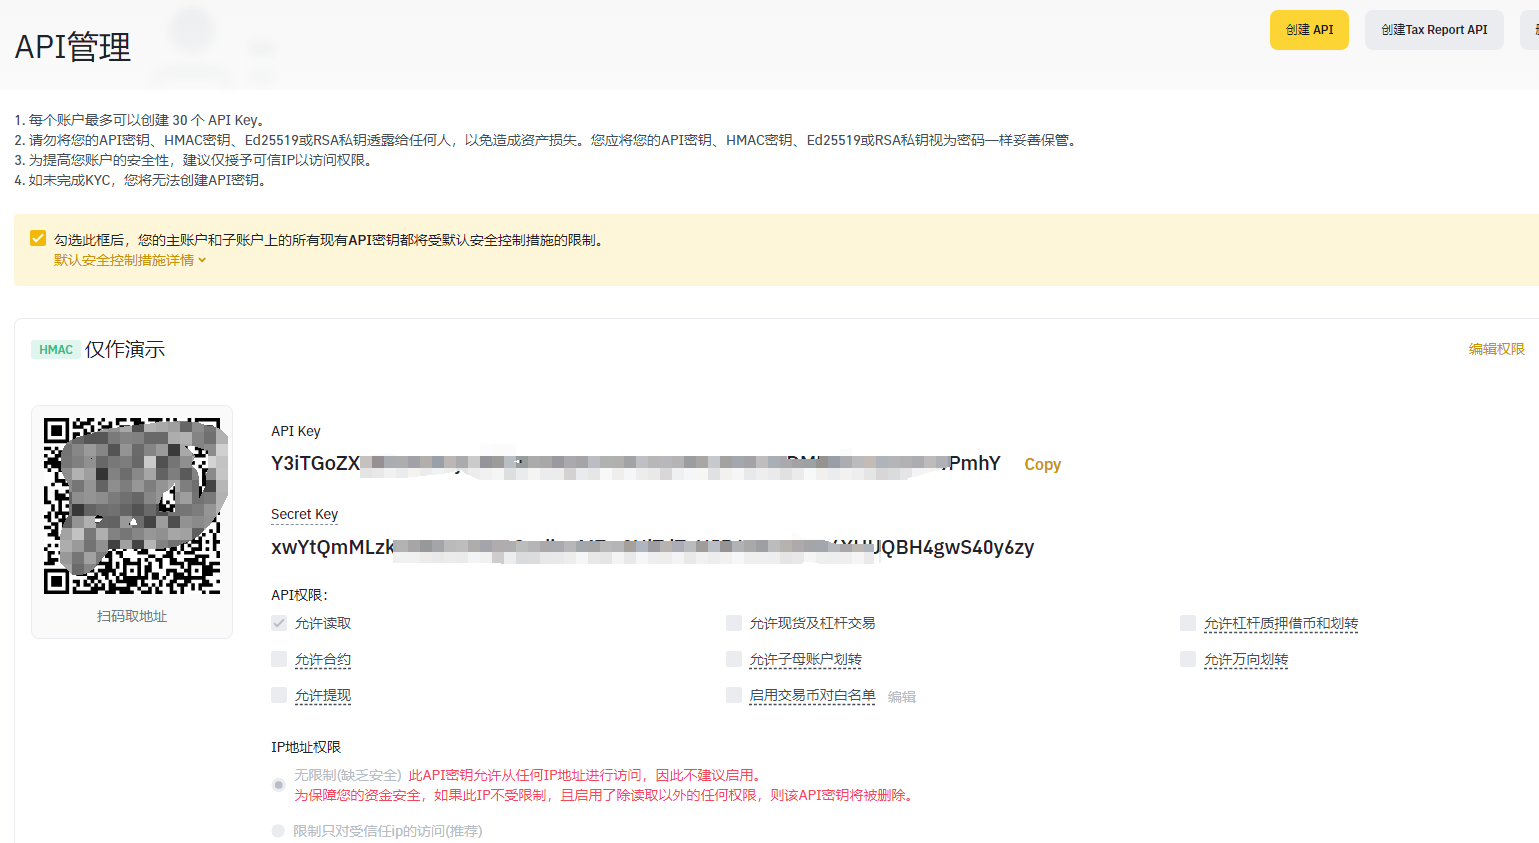 API管理
创建 API
创建Tax Report API
1. 每个账户最多可以创建 30 个 API Key。
2. 请勿将您的API密钥、HMAC密钥、Ed25519或RSA私钥透露给任何人，以免造成资产损失。您应将您的API密钥、HMAC密钥、Ed25519或RSA私钥视为密码一样妥善保管。
3. 为提高您账户的安全性，建议仅授予可信IP以访问权限。
4. 如未完成KYC，您将无法创建API密钥。
勾选此框后，您的主账户和子账户上的所有现有API密钥都将受默认安全控制措施的限制。
默认安全控制措施详情
HMAC 仅作演示
编辑权限
扫码取地址
API Key
Y3iTGoZX PmhY Copy
Secret Key
xwYtQmMLzk QBH4gwS40y6zy
API权限：
允许读取 允许现货及杠杆交易 允许杠杆质押借币和划转
允许合约 允许子母账户划转 允许万向划转
允许提现 启用交易币对白名单 编辑
IP地址权限
无限制(缺乏安全) 此API密钥允许从任何IP地址进行访问，因此不建议启用。
为保障您的资金安全，如果此IP不受限制，且启用了除读取以外的任何权限，则该API密钥将被删除。
限制只对受信任ip的访问(推荐)